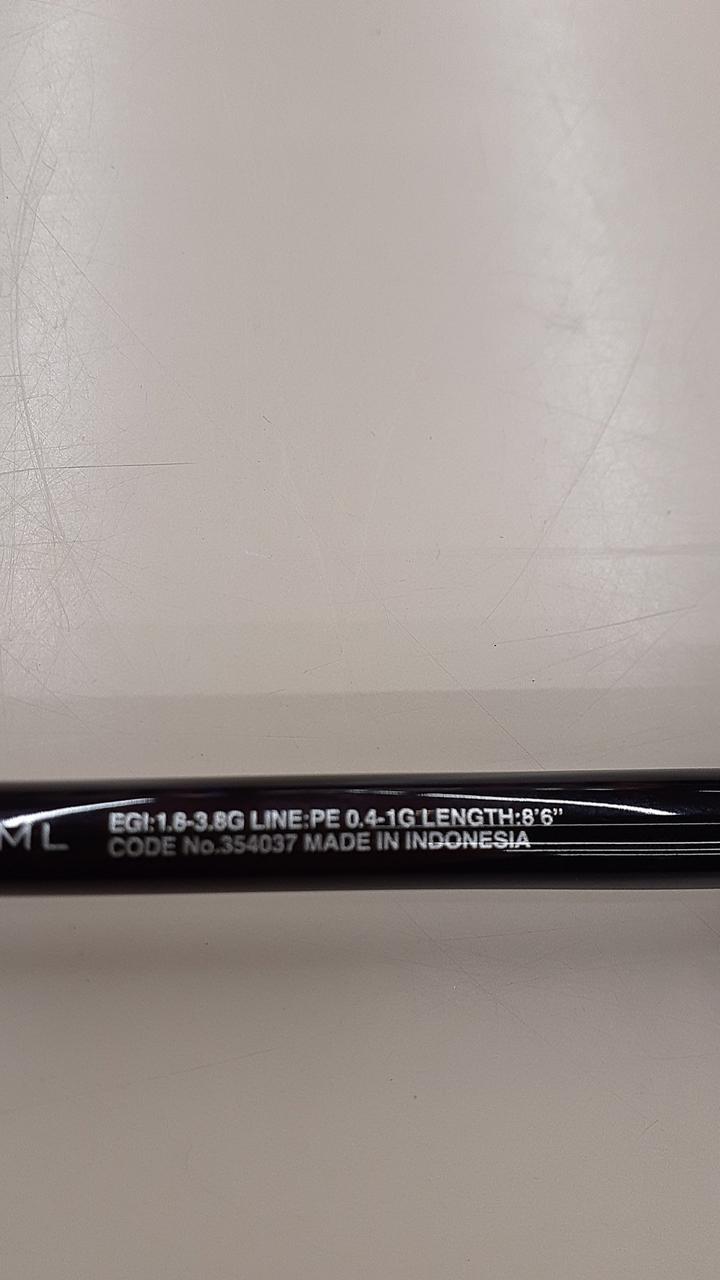 ML
EGI:1.8-3.8G LINE:PE 0.4-1G LENGTH:8'6”
CODE No.354037 MADE IN INDONESIA